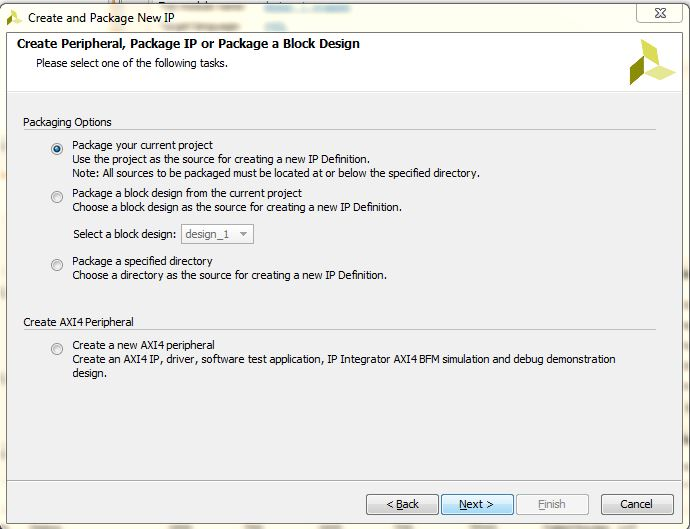 Create and Package New IP
Create Peripheral, Package IP or Package a Block Design
Please select one of the following tasks.
Packaging Options
Package your current project
Use the project as the source for creating a new IP Definition.
Note: All sources to be packaged must be located at or below the specified directory.
Package a block design from the current project
Choose a block design as the source for creating a new IP Definition.
Select a block design: design_1
Package a specified directory
Choose a directory as the source for creating a new IP Definition.
Create AXI4 Peripheral
Create a new AXI4 peripheral
Create an AXI4 IP, driver, software test application, IP Integrator AXI4 BFM simulation and debug demonstration
design.
< Back Next > Finish Cancel